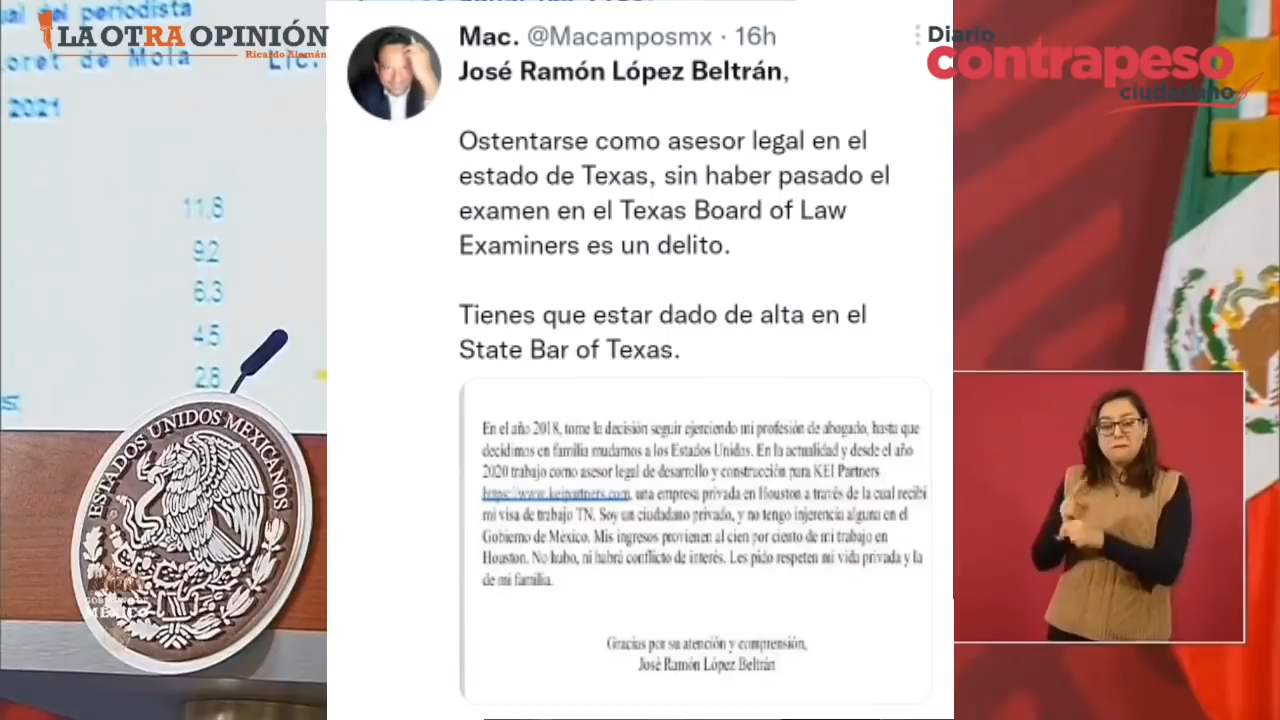 ual del periodista
LA OTRA OPINIÓN
Ricardo Alemán
oret de Mola Lic.
2021
11.8
9.2
6.3
4.5
2.8
ESTADOS UNIDOS MEXICANOS
GOBIERNO DE
MÉXICO
Mac. @Macamposmx · 16h
José Ramón López Beltrán,
Ostentarse como asesor legal en el
estado de Texas, sin haber pasado el
examen en el Texas Board of Law
Examiners es un delito.
Tienes que estar dado de alta en el
State Bar of Texas.
En el año 2018, tome la decisión seguir ejerciendo mi profesión de abogado, hasta que
decidimos en familia mudarnos a los Estados Unidos. En la actualidad y desde el año
2020 trabajo como asesor legal de desarrollo y construcción para KEI Partners
https://www.keipartners.com, una empresa privada en Houston a través de la cual recibí
mi visa de trabajo TN. Soy un ciudadano privado, y no tengo injerencia alguna en el
Gobierno de México. Mis ingresos provienen al cien por ciento de mi trabajo en
Houston. No hubo, ni habrá conflicto de interés. Les pido respeten mi vida privada y la
de mi familia.
Gracias por su atención y comprensión,
José Ramón López Beltrán
Diario
contrapeso
ciudadano